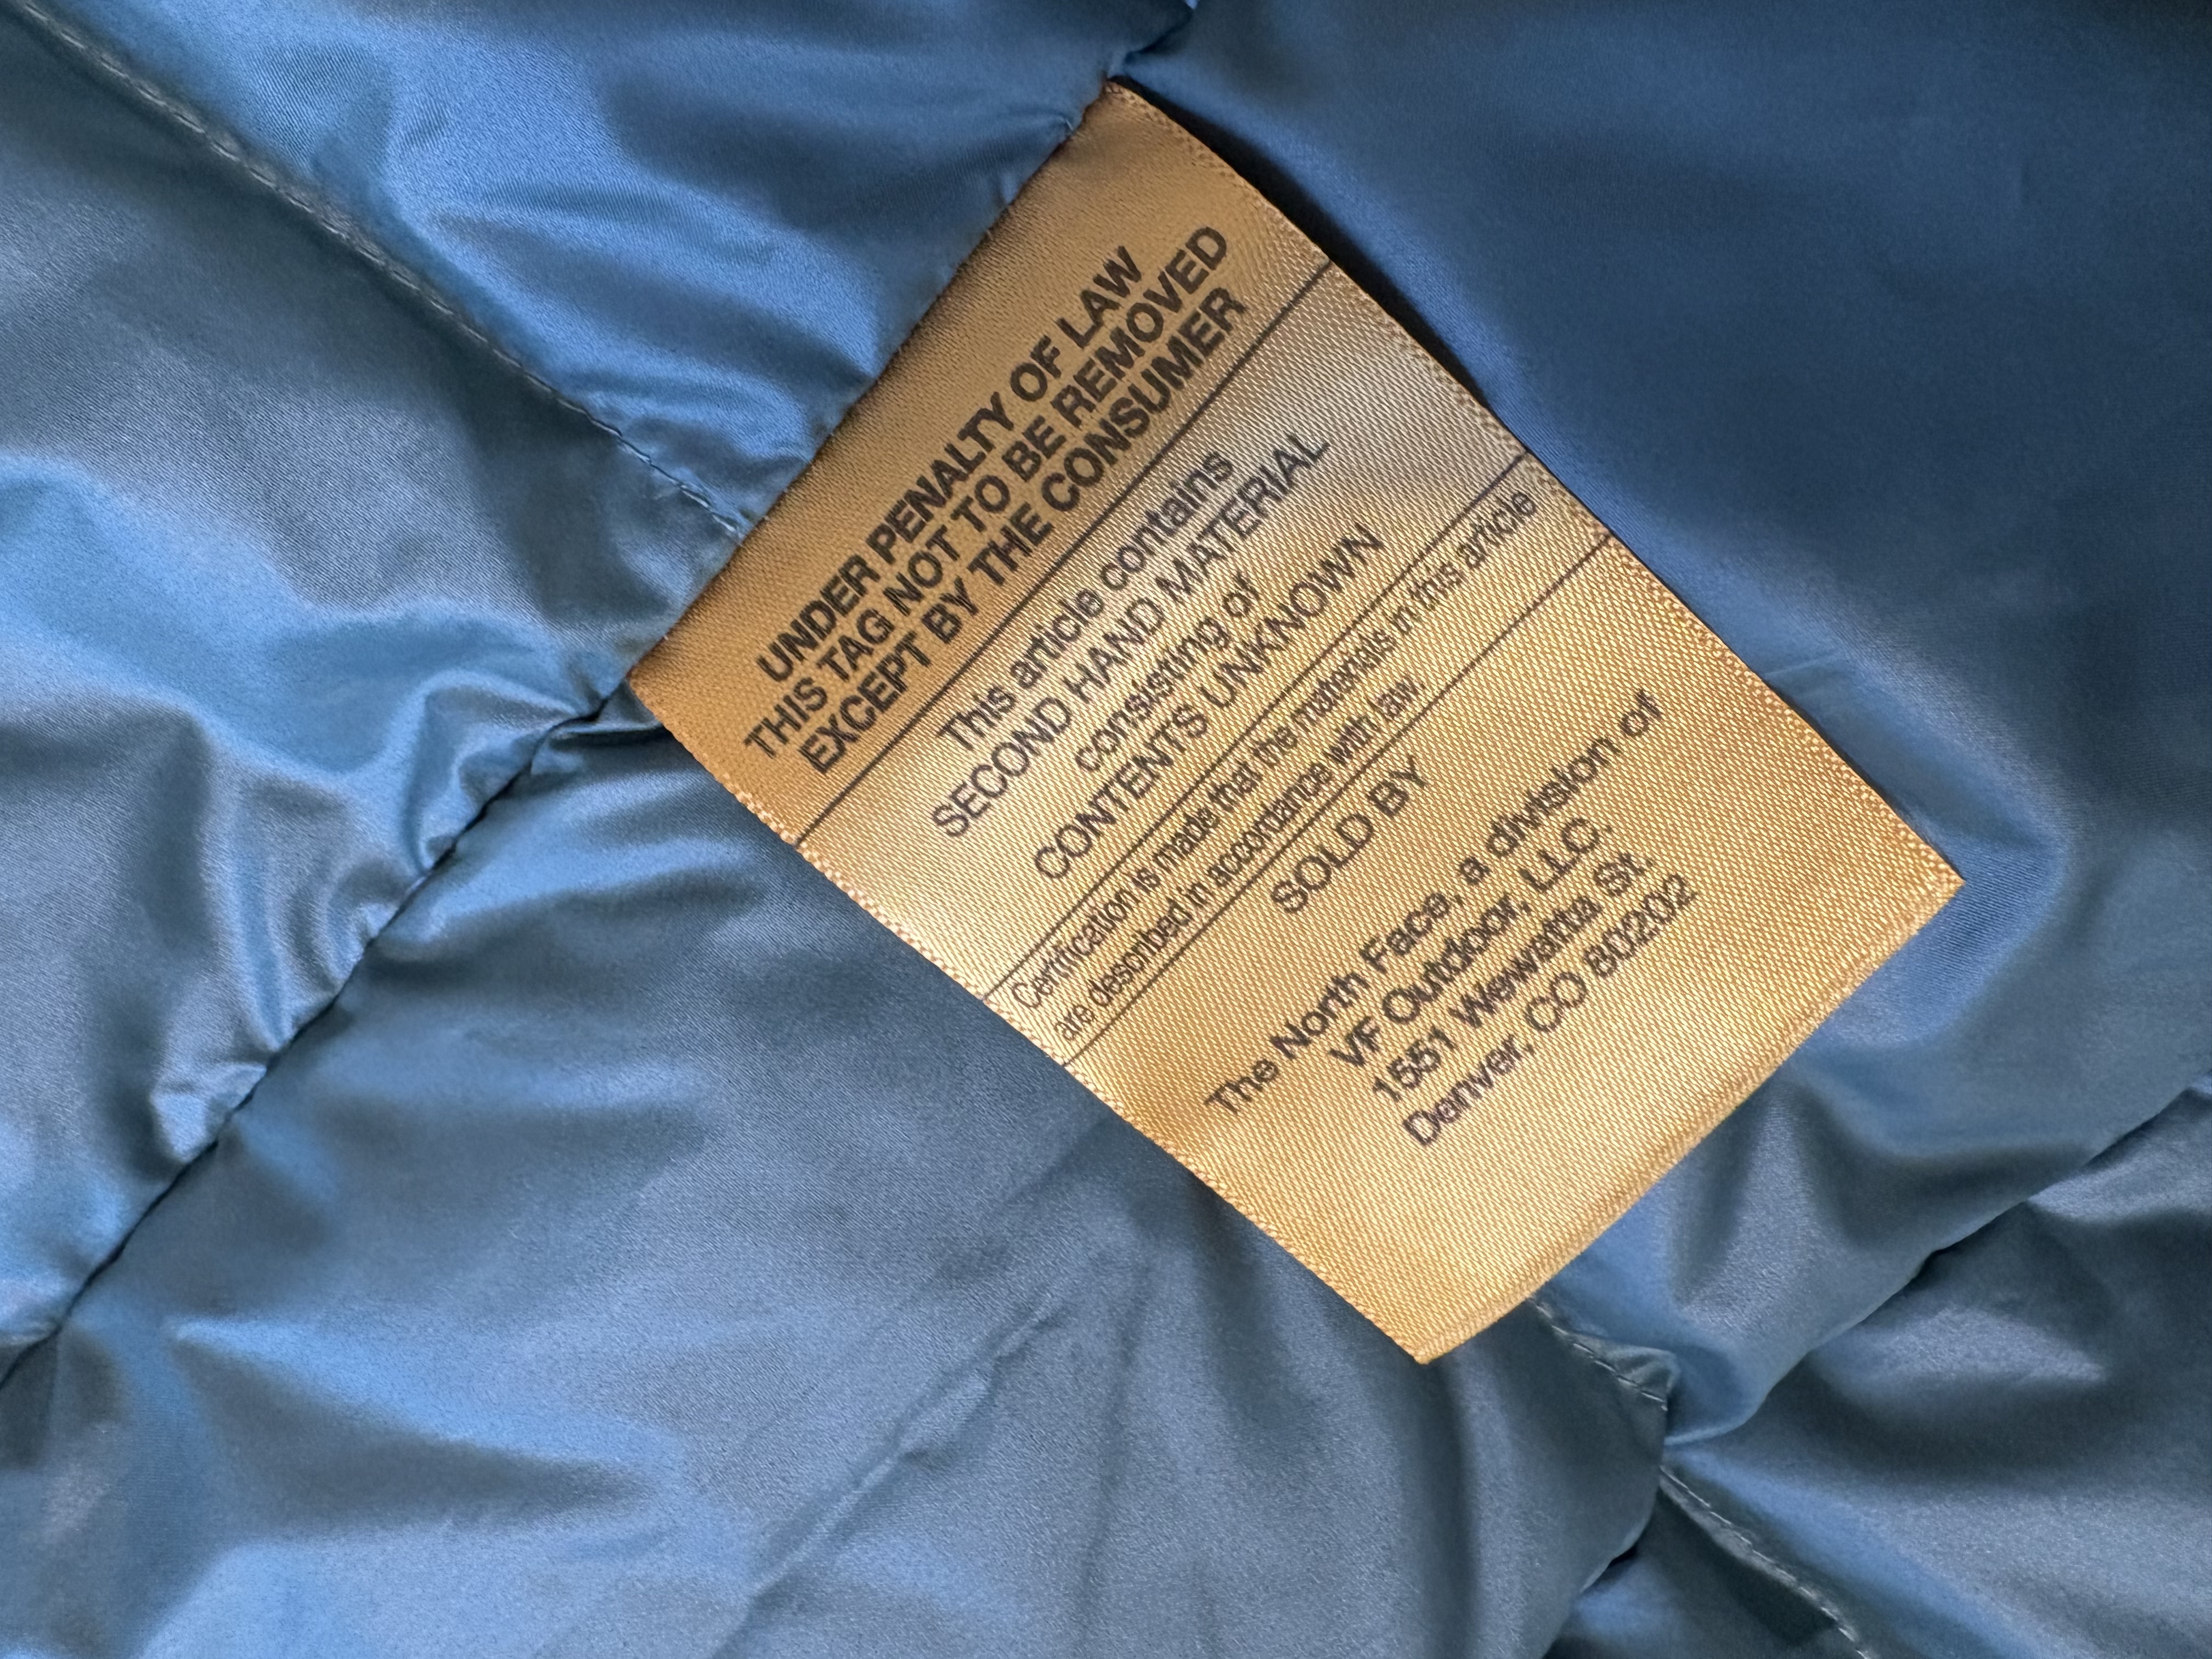 UNDER PENALTY OF LAW
THIS TAG NOT TO BE REMOVED
EXCEPT BY THE CONSUMER
This article contains
SECOND HAND MATERIAL
consisting of
CONTENTS UNKNOWN
Certification is made that the materials in this article
are described in accordance with law
SOLD BY
The North Face, a division of
VF Outdoor, LLC.
1551 Wewatta St.
Denver, CO 80202